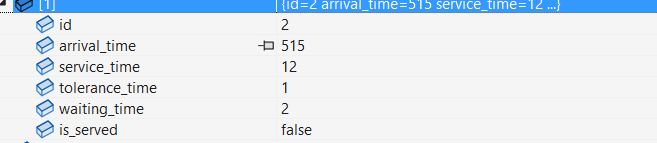 [1] {id=2 arrival_time=515 service_time=12 ...}
id 2
arrival_time 515
service_time 12
tolerance_time 1
waiting_time 2
is_served false